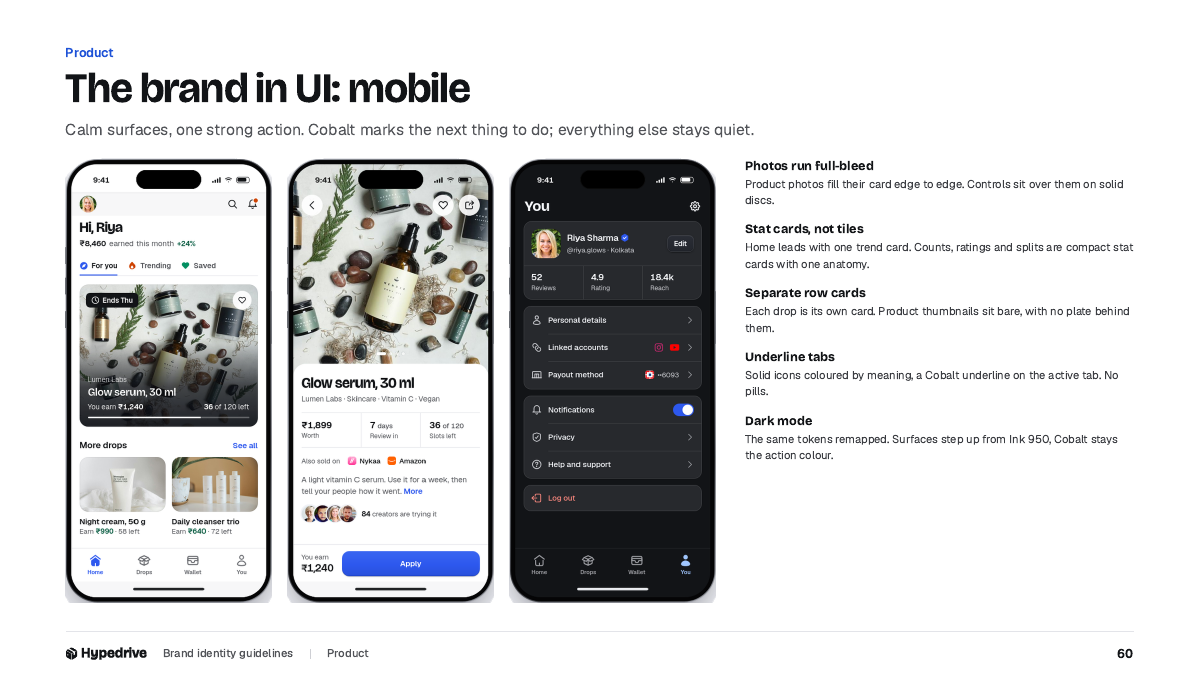 Product
The brand in UI: mobile
Calm surfaces, one strong action. Cobalt marks the next thing to do; everything else stays quiet.
9:41
Hi, Riya
₹8,460 earned this month +24%
For you
Trending
Saved
Ends Thu
Lumen Labs
Glow serum, 30 ml
You earn ₹1,240
36 of 120 left
More drops
See all
Night cream, 50 g
Earn ₹990 · 58 left
Daily cleanser trio
Earn ₹640 · 72 left
Home
Drops
Wallet
You
9:41
Glow serum, 30 ml
Lumen Labs · Skincare · Vitamin C · Vegan
₹1,899
Worth
7 days
Review in
36 of 120
Slots left
Also sold on
Nykaa
Amazon
A light vitamin C serum. Use it for a week, then
tell your people how it went. More
84 creators are trying it
You earn
₹1,240
Apply
9:41
You
Riya Sharma
@riya.glows · Kolkata
Edit
52
Reviews
4.9
Rating
18.4k
Reach
Personal details
Linked accounts
Payout method
••6093
Notifications
Privacy
Help and support
Log out
Home
Drops
Wallet
You
Photos run full-bleed
Product photos fill their card edge to edge. Controls sit over them on solid
discs.
Stat cards, not tiles
Home leads with one trend card. Counts, ratings and splits are compact stat
cards with one anatomy.
Separate row cards
Each drop is its own card. Product thumbnails sit bare, with no plate behind
them.
Underline tabs
Solid icons coloured by meaning, a Cobalt underline on the active tab. No
pills.
Dark mode
The same tokens remapped. Surfaces step up from Ink 950, Cobalt stays
the action colour.
Hypedrive
Brand identity guidelines
Product
60